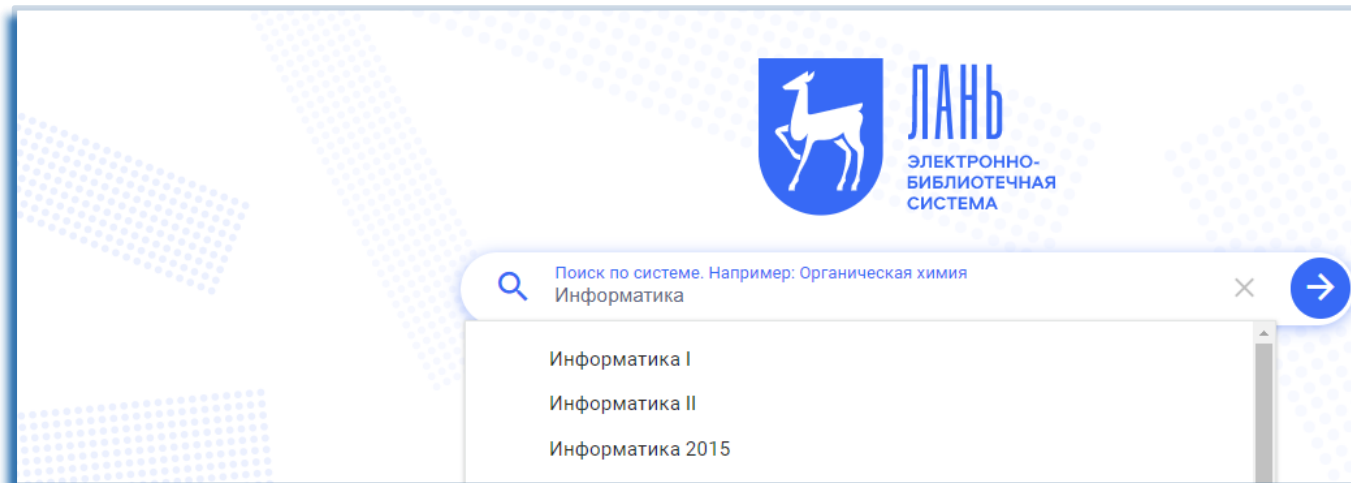 ЛАНЬ
ЭЛЕКТРОННО-
БИБЛИОТЕЧНАЯ
СИСТЕМА
Поиск по системе. Например: Органическая химия
Информатика
Информатика I
Информатика II
Информатика 2015